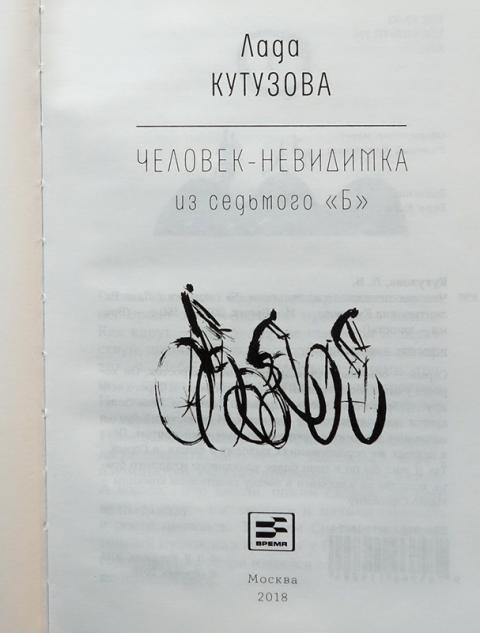 Лада
КУТУЗОВА
ЧЕЛОВЕК-НЕВИДИМКА
из седьмого «Б»
ВРЕМЯ
Москва
2018